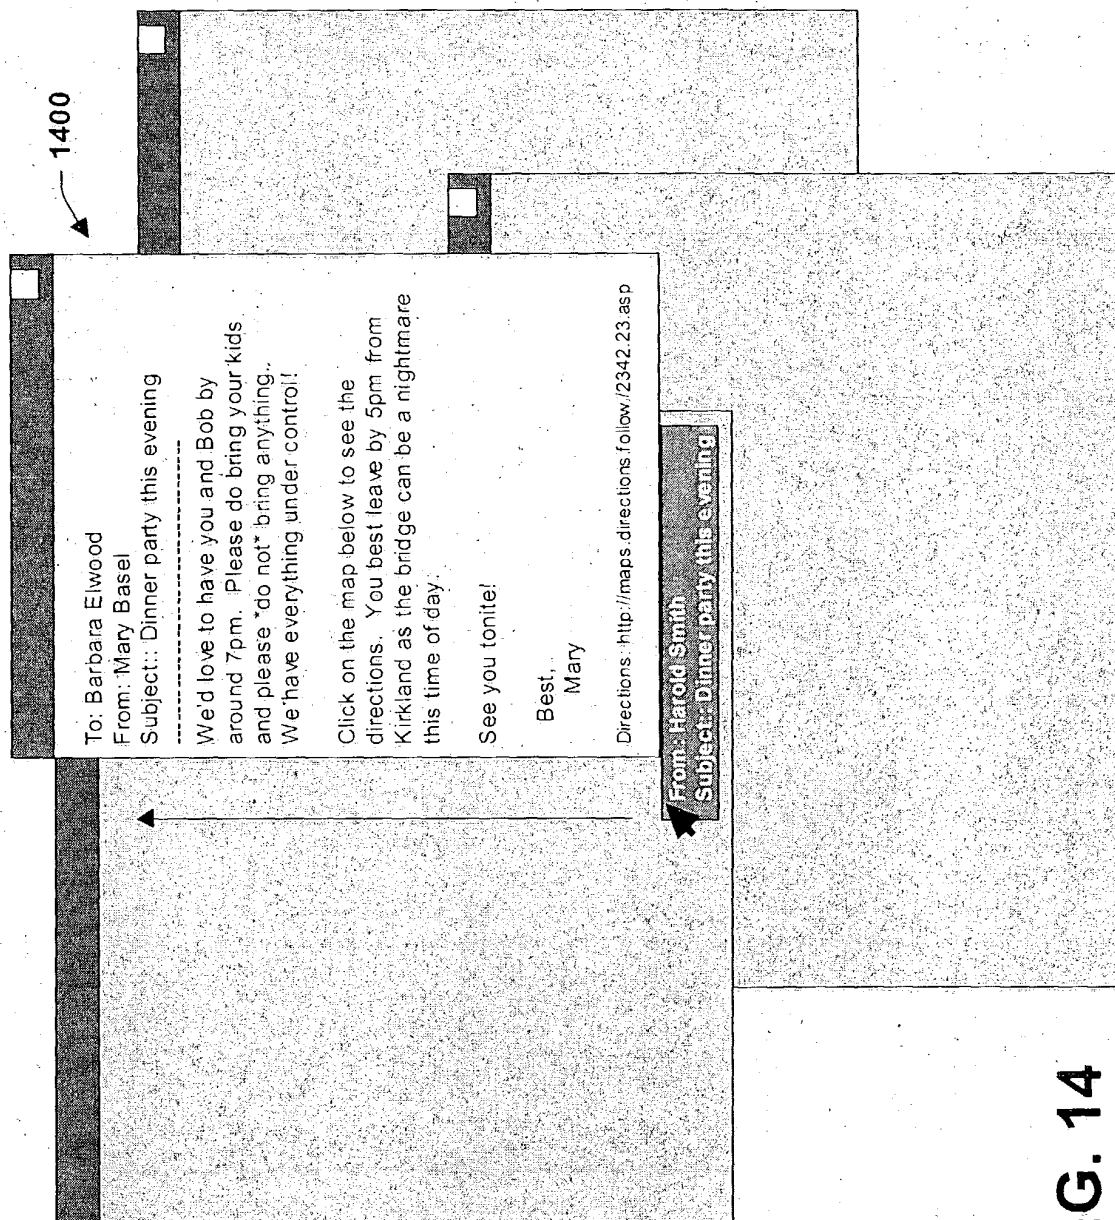 1400
To: Barbara Elwood
From: Mary Basel
Subject:: Dinner party this evening
------------------------------------
We'd love to have you and Bob by
around 7pm. Please do bring your kids
and please *do not* bring anything..
We have everything under control!
Click on the map below to see the
directions. You best leave by 5pm from
Kirkland as the bridge can be a nightmare
this time of day.
See you tonite!
Best,
Mary
Directions: http://maps.directions.follow./2342.23.asp
From: Harold Smith
Subject: Dinner party this evening
G. 14